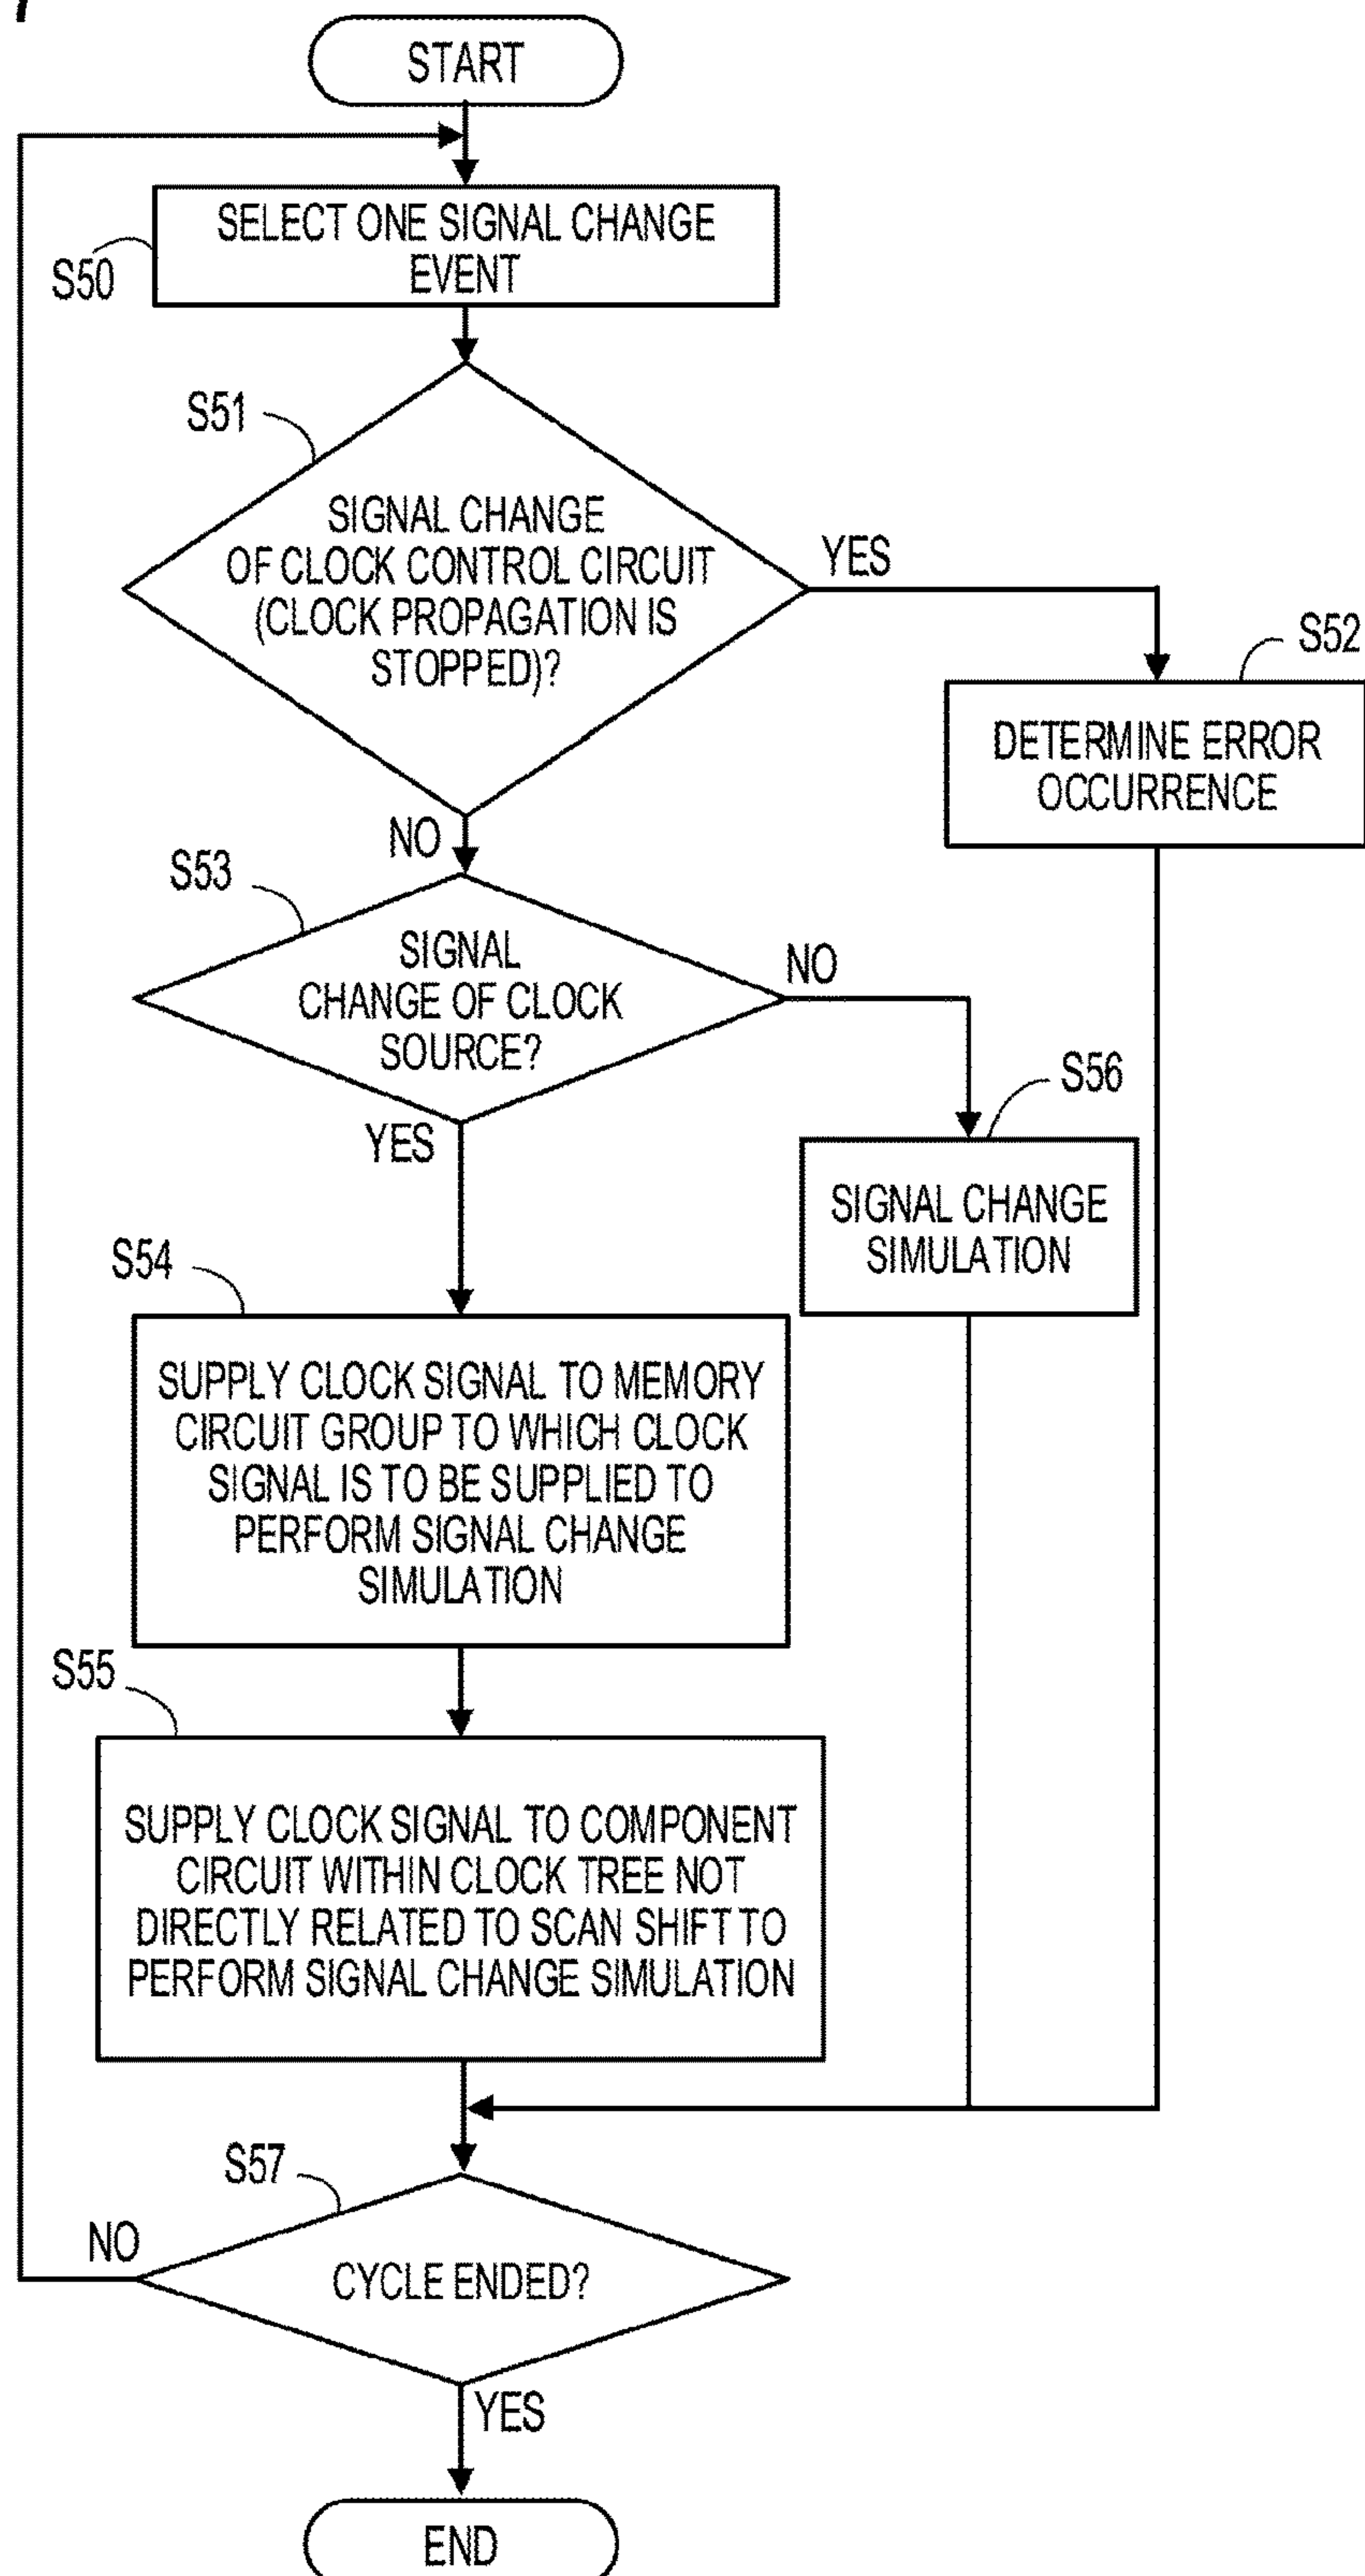 START
SELECT ONE SIGNAL CHANGE
EVENT
S50
S51
SIGNAL CHANGE
OF CLOCK CONTROL CIRCUIT
(CLOCK PROPAGATION IS
STOPPED)?
YES
S52
DETERMINE ERROR
OCCURRENCE
NO
S53
SIGNAL
CHANGE OF CLOCK
SOURCE?
NO
YES
S56
SIGNAL CHANGE
SIMULATION
S54
SUPPLY CLOCK SIGNAL TO MEMORY
CIRCUIT GROUP TO WHICH CLOCK
SIGNAL IS TO BE SUPPLIED TO
PERFORM SIGNAL CHANGE
SIMULATION
S55
SUPPLY CLOCK SIGNAL TO COMPONENT
CIRCUIT WITHIN CLOCK TREE NOT
DIRECTLY RELATED TO SCAN SHIFT TO
PERFORM SIGNAL CHANGE SIMULATION
S57
NO
CYCLE ENDED?
YES
END